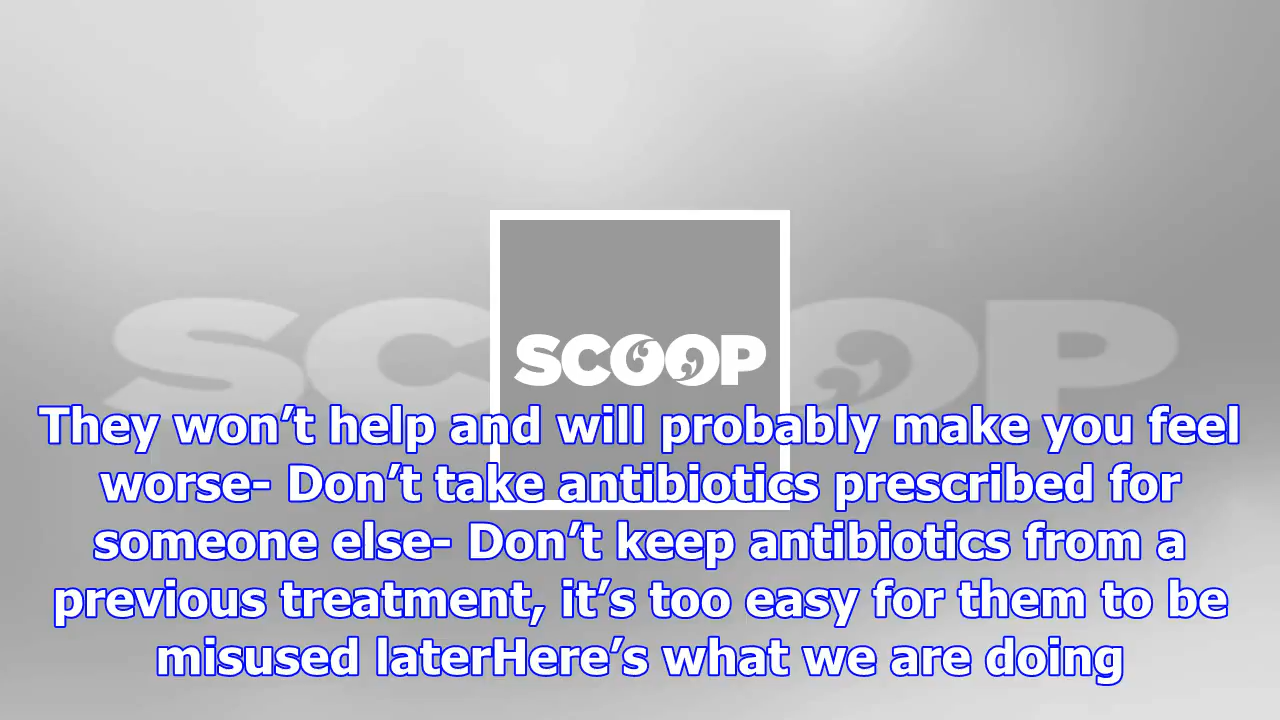 SCOOP
SCOOP
They won’t help and will probably make you feel
worse- Don’t take antibiotics prescribed for
someone else- Don’t keep antibiotics from a
previous treatment, it’s too easy for them to be
misused laterHere’s what we are doing